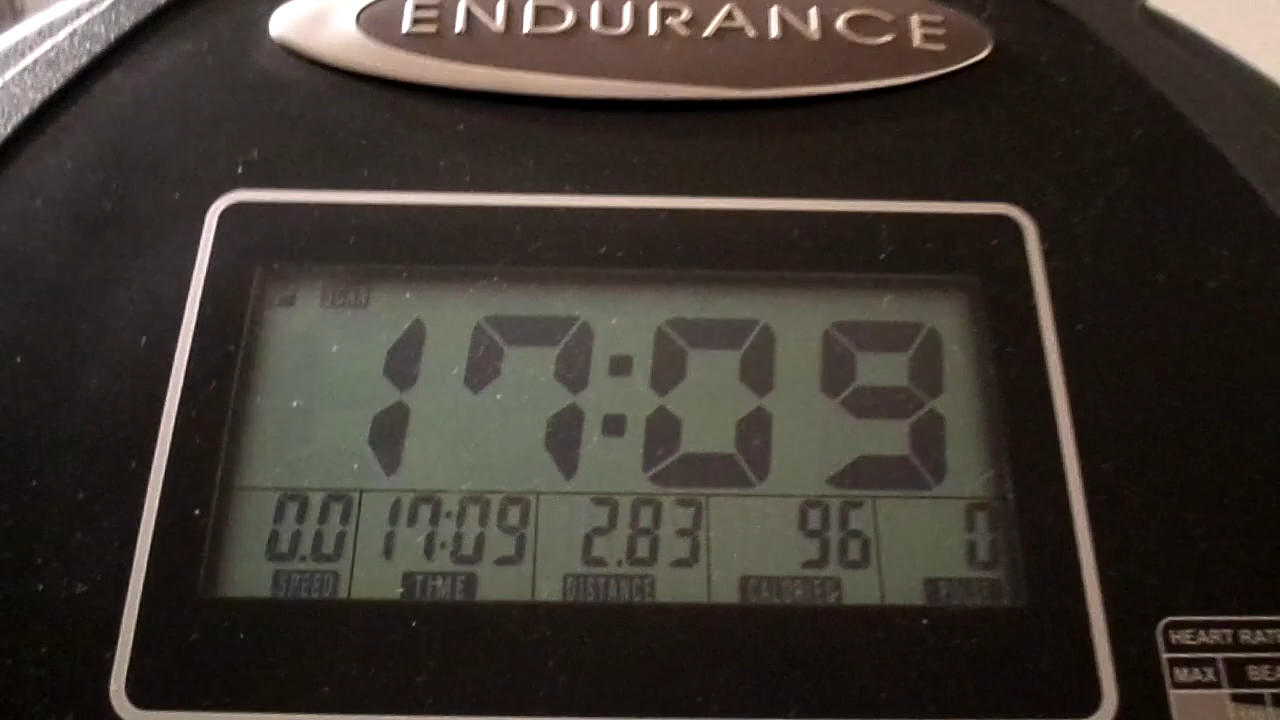 ENDURANCE
SCAN
17:09
0.0 17:09 2.83 96 0
SPEED TIME DISTANCE CALORIES PULSE
HEART RATE
MAX